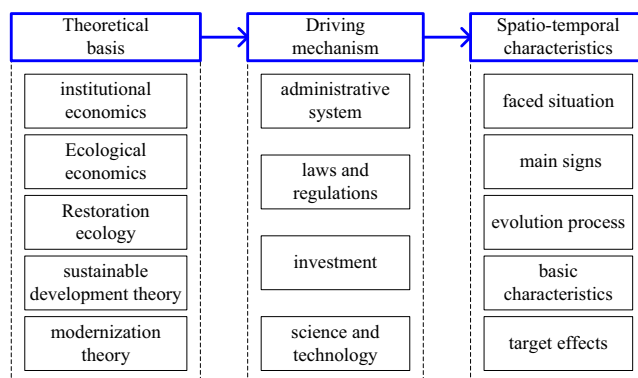 Theoretical
basis
Driving
mechanism
Spatio-temporal
characteristics
institutional
economics
Ecological
economics
Restoration
ecology
sustainable
development theory
modernization
theory
administrative
system
laws and
regulations
investment
science and
technology
faced situation
main signs
evolution process
basic
characteristics
target effects